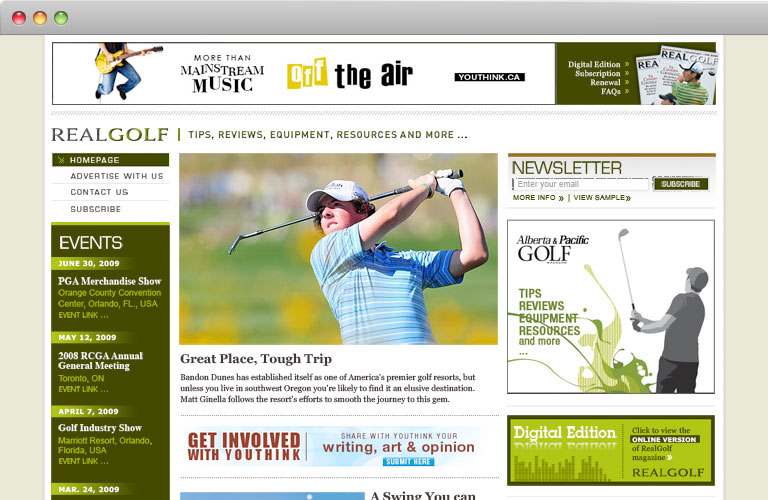 MORE THAN
MAINSTREAM
MUSIC
Off the air
YOUTHINK.CA
Digital Edition »
Subscription »
Renewal »
FAQs »
REALGOLF
REALGOLF | TIPS, REVIEWS, EQUIPMENT, RESOURCES AND MORE ...
HOMEPAGE
ADVERTISE WITH US
CONTACT US
SUBSCRIBE
EVENTS
JUNE 30, 2009
PGA Merchandise Show
Orange County Convention
Center, Orlando, FL., USA
EVENT LINK ...
MAY 12, 2009
2008 RCGA Annual
General Meeting
Toronto, ON
EVENT LINK ...
APRIL 7, 2009
Golf Industry Show
Marriott Resort, Orlando,
Florida, USA
EVENT LINK ...
MAR. 24, 2009
Great Place, Tough Trip
Bandon Dunes has established itself as one of America's premier golf resorts, but
unless you live in southwest Oregon you're likely to find it an elusive destination.
Matt Ginella follows the resort's efforts to smooth the journey to this gem.
GET INVOLVED
WITH YOUTHINK
SHARE WITH YOUTHINK YOUR
writing, art & opinion
SUBMIT HERE
A Swing You can
NEWSLETTER
Enter your email
SUBSCRIBE
MORE INFO » | VIEW SAMPLE »
Alberta & Pacific
GOLF
MAGAZINE
TIPS
REVIEWS
EQUIPMENT
RESOURCES
and more
...
Digital Edition
Click to view the
ONLINE VERSION
of RealGolf
magazine »
REALGOLF